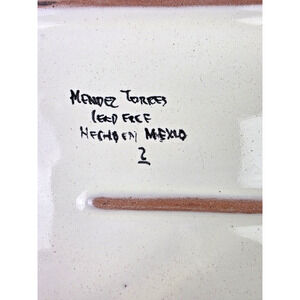 MENDEZ TORRES
LEAD FREE
HECHO EN MEXICO
2